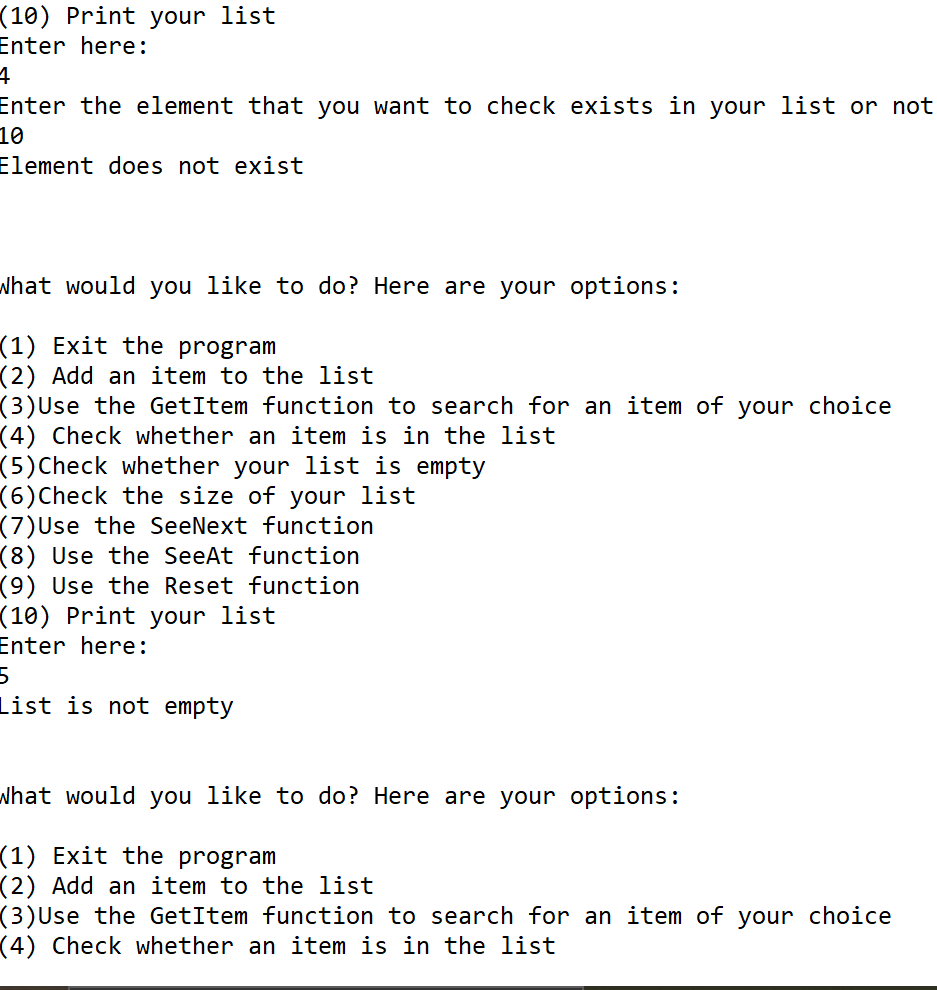 (10) Print your list
Enter here:
4
Enter the element that you want to check exists in your list or not
10
Element does not exist
What would you like to do? Here are your options:
(1) Exit the program
(2) Add an item to the list
(3)Use the GetItem function to search for an item of your choice
(4) Check whether an item is in the list
(5)Check whether your list is empty
(6)Check the size of your list
(7)Use the SeeNext function
(8) Use the SeeAt function
(9) Use the Reset function
(10) Print your list
Enter here:
5
List is not empty
What would you like to do? Here are your options:
(1) Exit the program
(2) Add an item to the list
(3)Use the GetItem function to search for an item of your choice
(4) Check whether an item is in the list